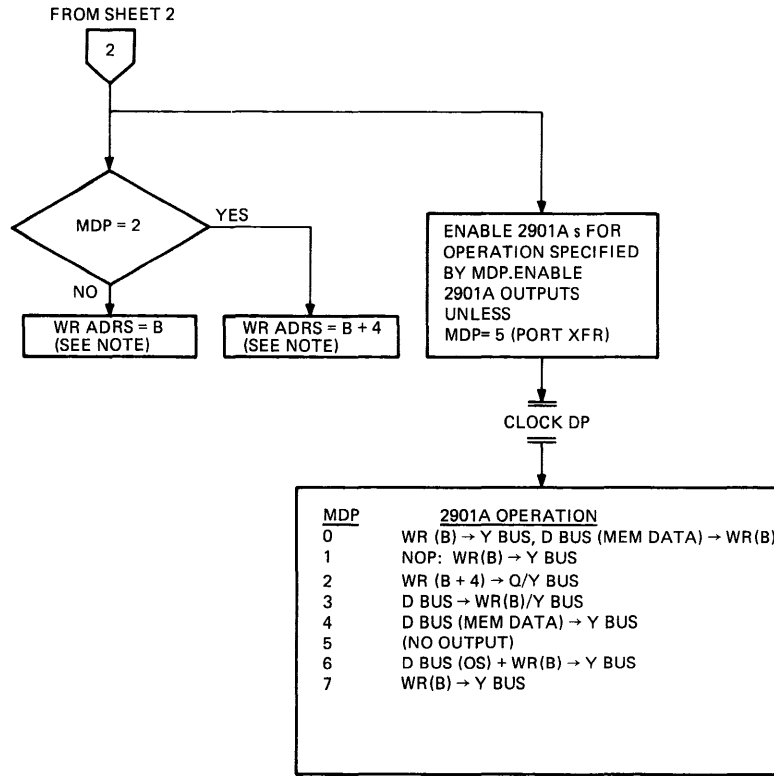 FROM SHEET 2
2
MDP = 2
YES
NO
WR ADRS = B
(SEE NOTE)
WR ADRS = B + 4
(SEE NOTE)
ENABLE 2901A s FOR
OPERATION SPECIFIED
BY MDP.ENABLE
2901A OUTPUTS
UNLESS
MDP= 5 (PORT XFR)
CLOCK DP
MDP 2901A OPERATION
0 WR (B) → Y BUS, D BUS (MEM DATA) → WR(B)
1 NOP: WR(B) → Y BUS
2 WR (B + 4) → Q/Y BUS
3 D BUS → WR(B)/Y BUS
4 D BUS (MEM DATA) → Y BUS
5 (NO OUTPUT)
6 D BUS (OS) + WR(B) → Y BUS
7 WR(B) → Y BUS